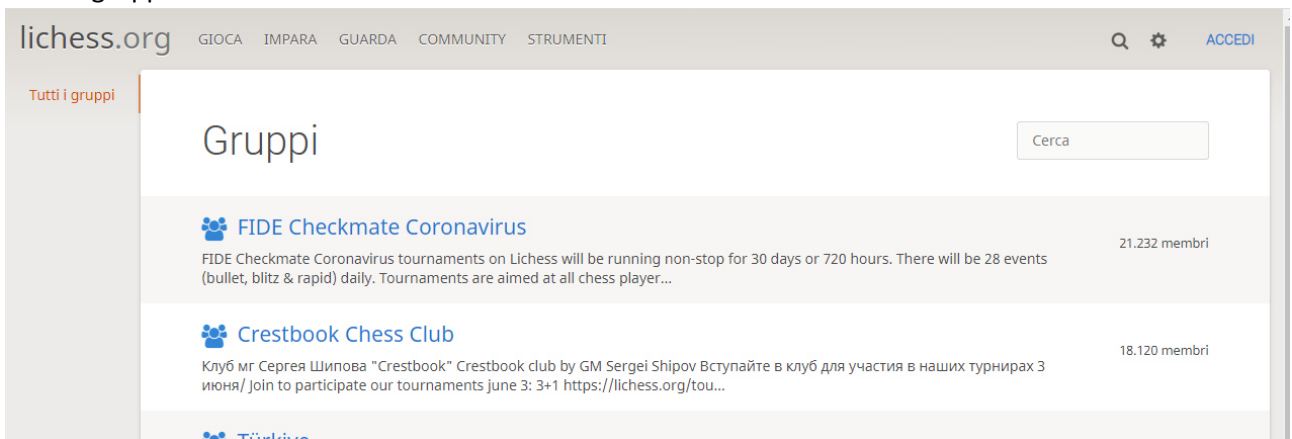 lichess.org GIOCA IMPARA GUARDA COMMUNITY STRUMENTI ACCEDI
Tutti i gruppi
Gruppi
Cerca
FIDE Checkmate Coronavirus
21.232 membri
FIDE Checkmate Coronavirus tournaments on Lichess will be running non-stop for 30 days or 720 hours. There will be 28 events
(bullet, blitz & rapid) daily. Tournaments are aimed at all chess player...
Crestbook Chess Club
18.120 membri
Клуб мг Сергея Шипова "Crestbook" Crestbook club by GM Sergei Shipov Вступайте в клуб для участия в наших турнирах 3
июня/ Join to participate our tournaments june 3: 3+1 https://lichess.org/tou...
Türkiye